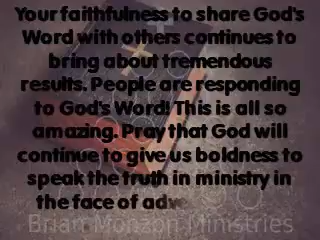 Your faithfulness to share God's
Word with others continues to
bring about tremendous
results. People are responding
to God's Word! This is all so
amazing. Pray that God will
continue to give us boldness to
speak the truth in ministry in
the face of
Brian Monzon Ministries